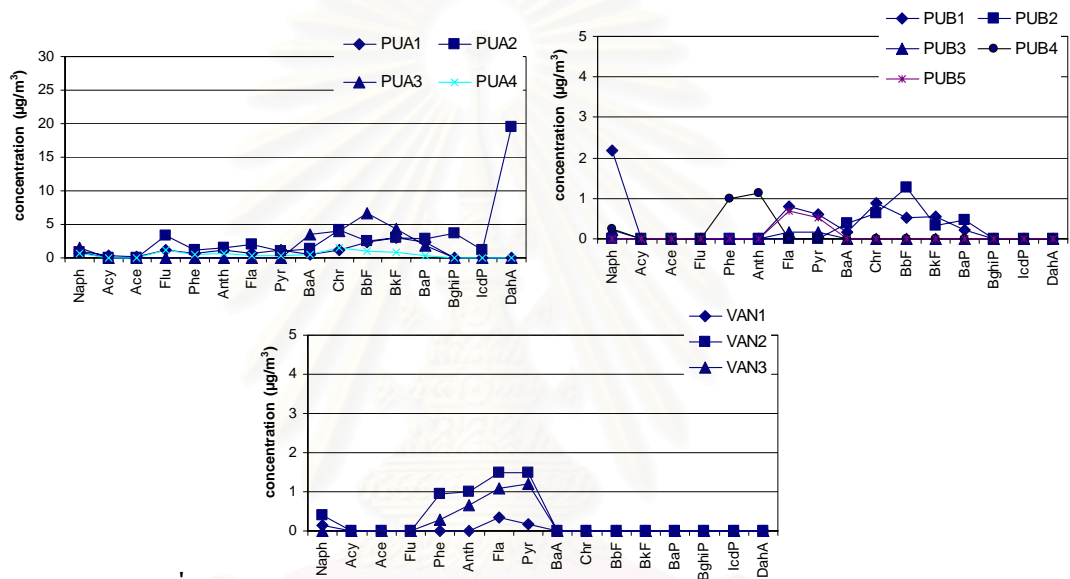 PUA1 PUA2
PUA3 PUA4
concentration (µg/m³)
30
25
20
15
10
5
0
Naph Acy Ace Flu Phe Anth Fla Pyr BaA Chr BbF BkF BaP BghiP IcdP DahA
PUB1 PUB2
PUB3 PUB4
PUB5
concentration (µg/m³)
5
4
3
2
1
0
Naph Acy Ace Flu Phe Anth Fla Pyr BaA Chr BbF BkF BaP BghiP IcdP DahA
VAN1
VAN2
VAN3
concentration (µg/m³)
5
4
3
2
1
0
Naph Acy Ace Flu Phe Anth Fla Pyr BaA Chr BbF BkF BaP BghiP IcdP DahA